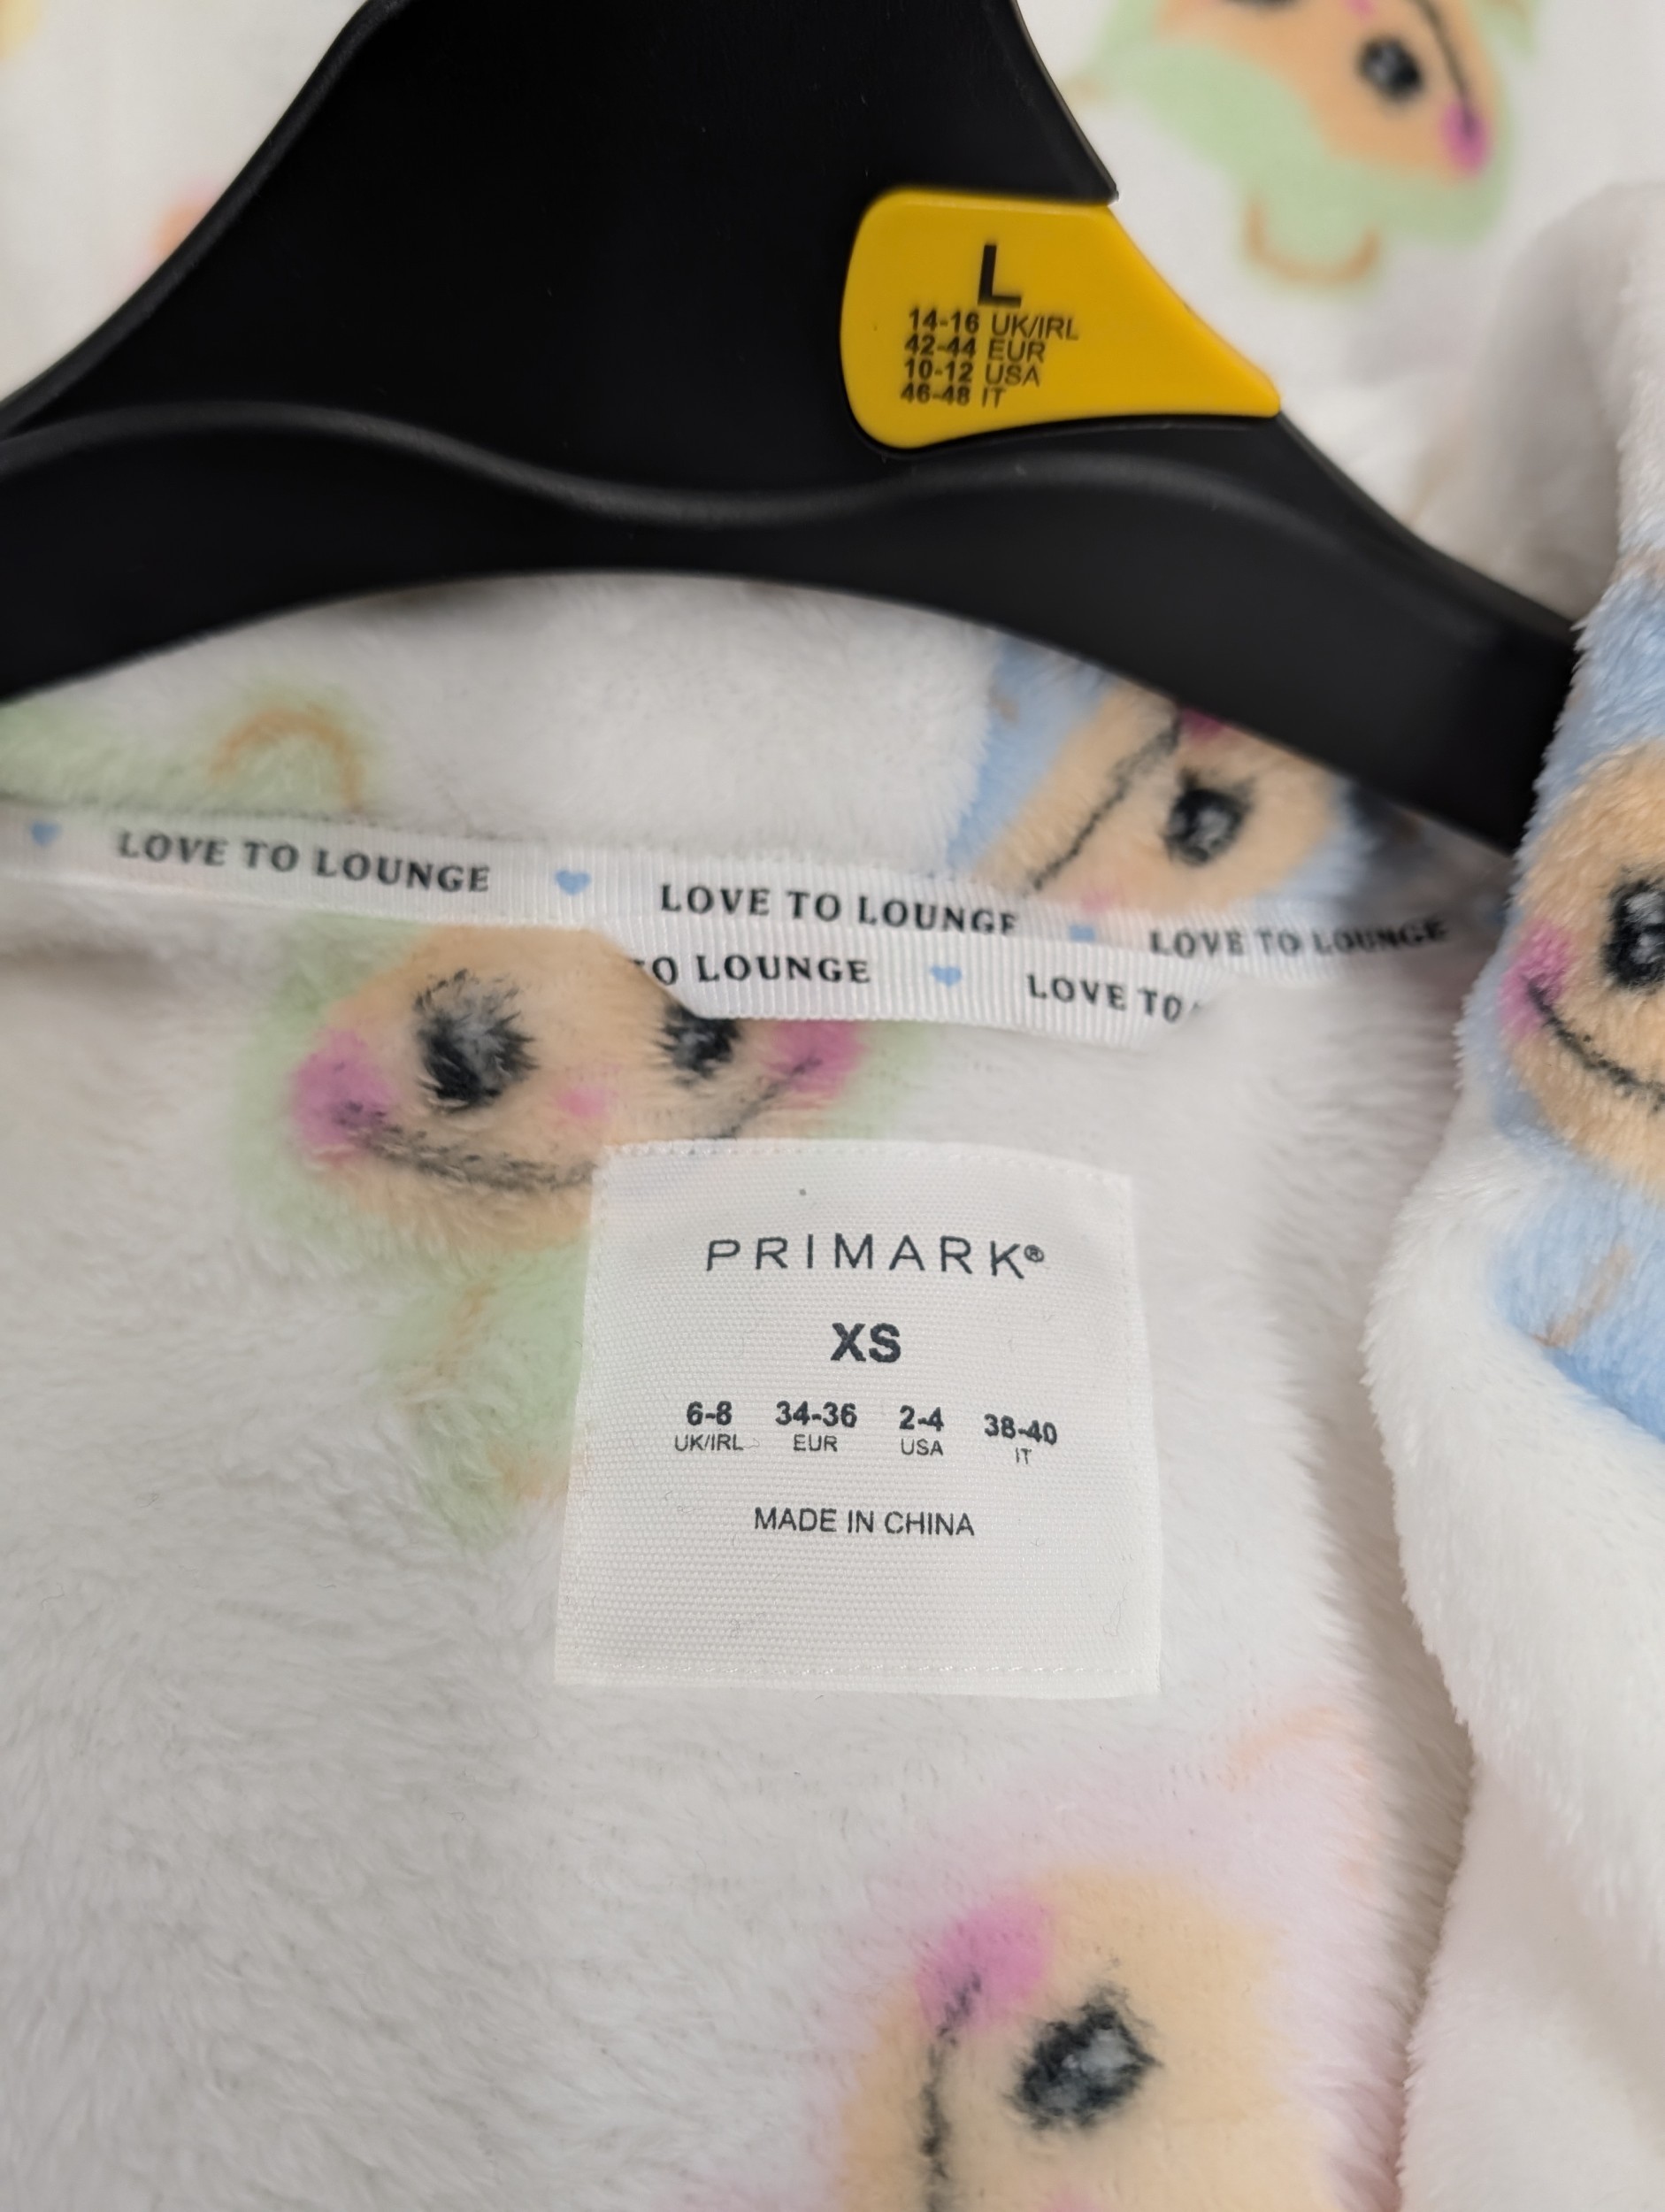 L
14-16 UK/IRL
42-44 EUR
10-12 USA
46-48 IT
LOVE TO LOUNGE LOVE TO LOUNGE LOVE TO LOUNGE
TO LOUNGE LOVE TO
PRIMARK®
XS
6-8 34-36 2-4 38-40
UK/IRL EUR USA IT
MADE IN CHINA